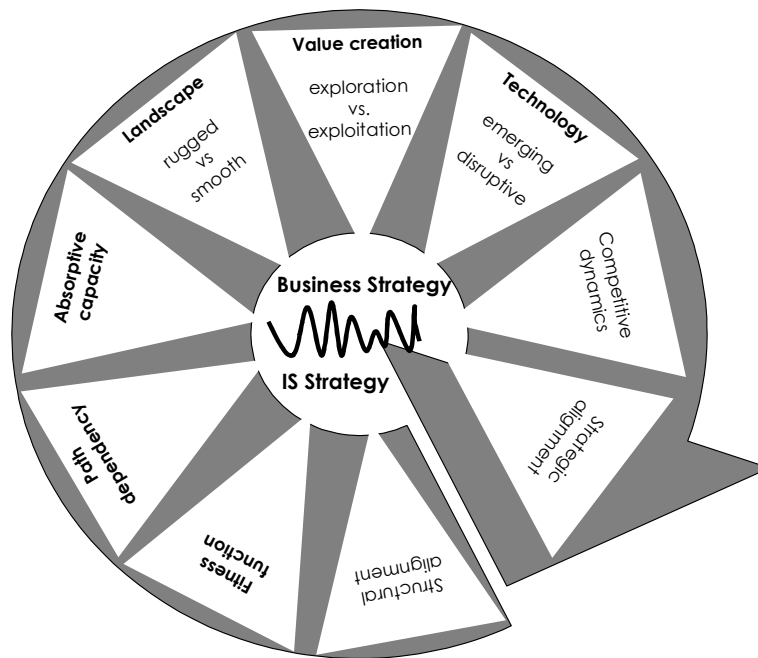 Value creation
exploration
vs.
exploitation
Technology
emerging
vs
disruptive
Competitive
dynamics
Strategic
alignment
Structural
alignment
Fitness
function
Path
dependency
Absorptive
capacity
Landscape
rugged
vs
smooth
Business Strategy
IS Strategy